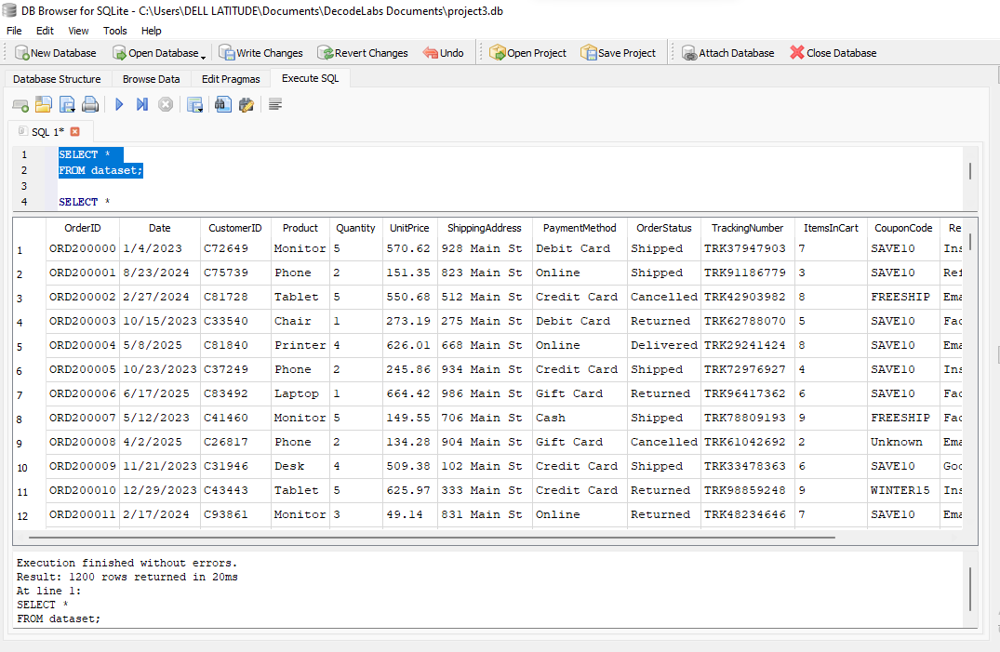 DB Browser for SQLite - C:\Users\DELL LATITUDE\Documents\DecodeLabs Documents\project3.db
File Edit View Tools Help
New Database Open Database Write Changes Revert Changes Undo Open Project Save Project Attach Database Close Database
Database Structure Browse Data Edit Pragmas Execute SQL
SQL 1*
1 SELECT *
2 FROM dataset;
3
4 SELECT *
OrderID Date CustomerID Product Quantity UnitPrice ShippingAddress PaymentMethod OrderStatus TrackingNumber ItemsInCart CouponCode Re
1 ORD200000 1/4/2023 C72649 Monitor 5 570.62 928 Main St Debit Card Shipped TRK37947903 7 SAVE10 Ins
2 ORD200001 8/23/2024 C75739 Phone 2 151.35 823 Main St Online Shipped TRK91186779 3 SAVE10 Ref
3 ORD200002 2/27/2024 C81728 Tablet 5 550.68 512 Main St Credit Card Cancelled TRK42903982 8 FREESHIP Ema
4 ORD200003 10/15/2023 C33540 Chair 1 273.19 275 Main St Debit Card Returned TRK62788070 5 SAVE10 Fac
5 ORD200004 5/8/2025 C81840 Printer 4 626.01 668 Main St Online Delivered TRK29241424 8 SAVE10 Ema
6 ORD200005 10/23/2023 C37249 Phone 2 245.86 934 Main St Credit Card Shipped TRK72976927 4 SAVE10 Ins
7 ORD200006 6/17/2025 C83492 Laptop 1 664.42 986 Main St Gift Card Returned TRK96417362 6 SAVE10 Fac
8 ORD200007 5/12/2023 C41460 Monitor 5 149.55 706 Main St Cash Shipped TRK78809193 9 FREESHIP Fac
9 ORD200008 4/2/2025 C26817 Phone 2 134.28 904 Main St Gift Card Cancelled TRK61042692 2 Unknown Ema
10 ORD200009 11/21/2023 C31946 Desk 4 509.38 102 Main St Credit Card Shipped TRK33478363 6 SAVE10 Goo
11 ORD200010 12/29/2023 C43443 Tablet 5 625.97 333 Main St Credit Card Returned TRK98859248 9 WINTER15 Ins
12 ORD200011 2/17/2024 C93861 Monitor 3 49.14 831 Main St Online Returned TRK48234646 7 SAVE10 Ema
Execution finished without errors.
Result: 1200 rows returned in 20ms
At line 1:
SELECT *
FROM dataset;